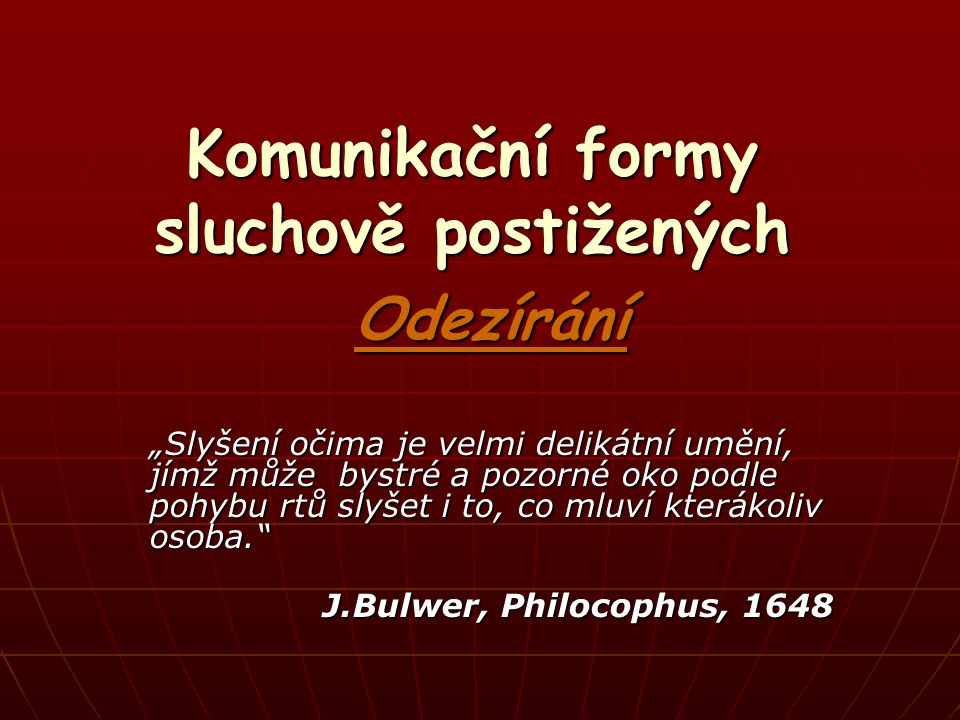 Komunikační formy
sluchově postižených
Odezírání
„Slyšení očima je velmi delikátní umění,
jímž může bystré a pozorné oko podle
pohybu rtů slyšet i to, co mluví kterákoliv
osoba.“
J.Bulwer, Philocophus, 1648